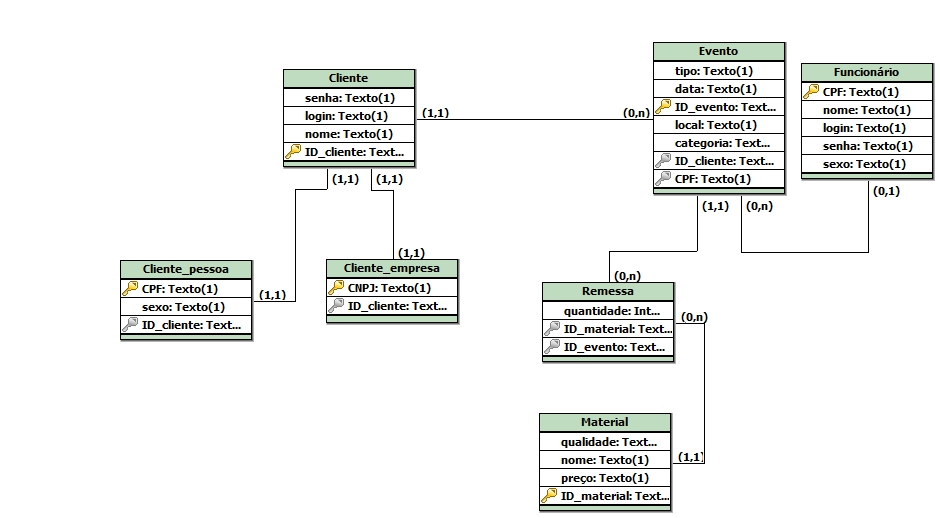 Evento
tipo: Texto(1)
data: Texto(1)
ID_evento: Text...
local: Texto(1)
categoria: Text...
ID_cliente: Text...
CPF: Texto(1)
Funcionário
CPF: Texto(1)
nome: Texto(1)
login: Texto(1)
senha: Texto(1)
sexo: Texto(1)
Cliente
senha: Texto(1)
login: Texto(1)
nome: Texto(1)
ID_cliente: Text...
(1,1)
(0,n)
(1,1)
(1,1)
(1,1)
(0,n)
(0,1)
Cliente_pessoa
CPF: Texto(1)
sexo: Texto(1)
ID_cliente: Text...
(1,1)
(1,1)
Cliente_empresa
CNPJ: Texto(1)
ID_cliente: Text...
(0,n)
Remessa
quantidade: Int...
ID_material: Text...
ID_evento: Text...
(0,n)
Material
qualidade: Text...
nome: Texto(1)
preço: Texto(1)
ID_material: Text...
(1,1)